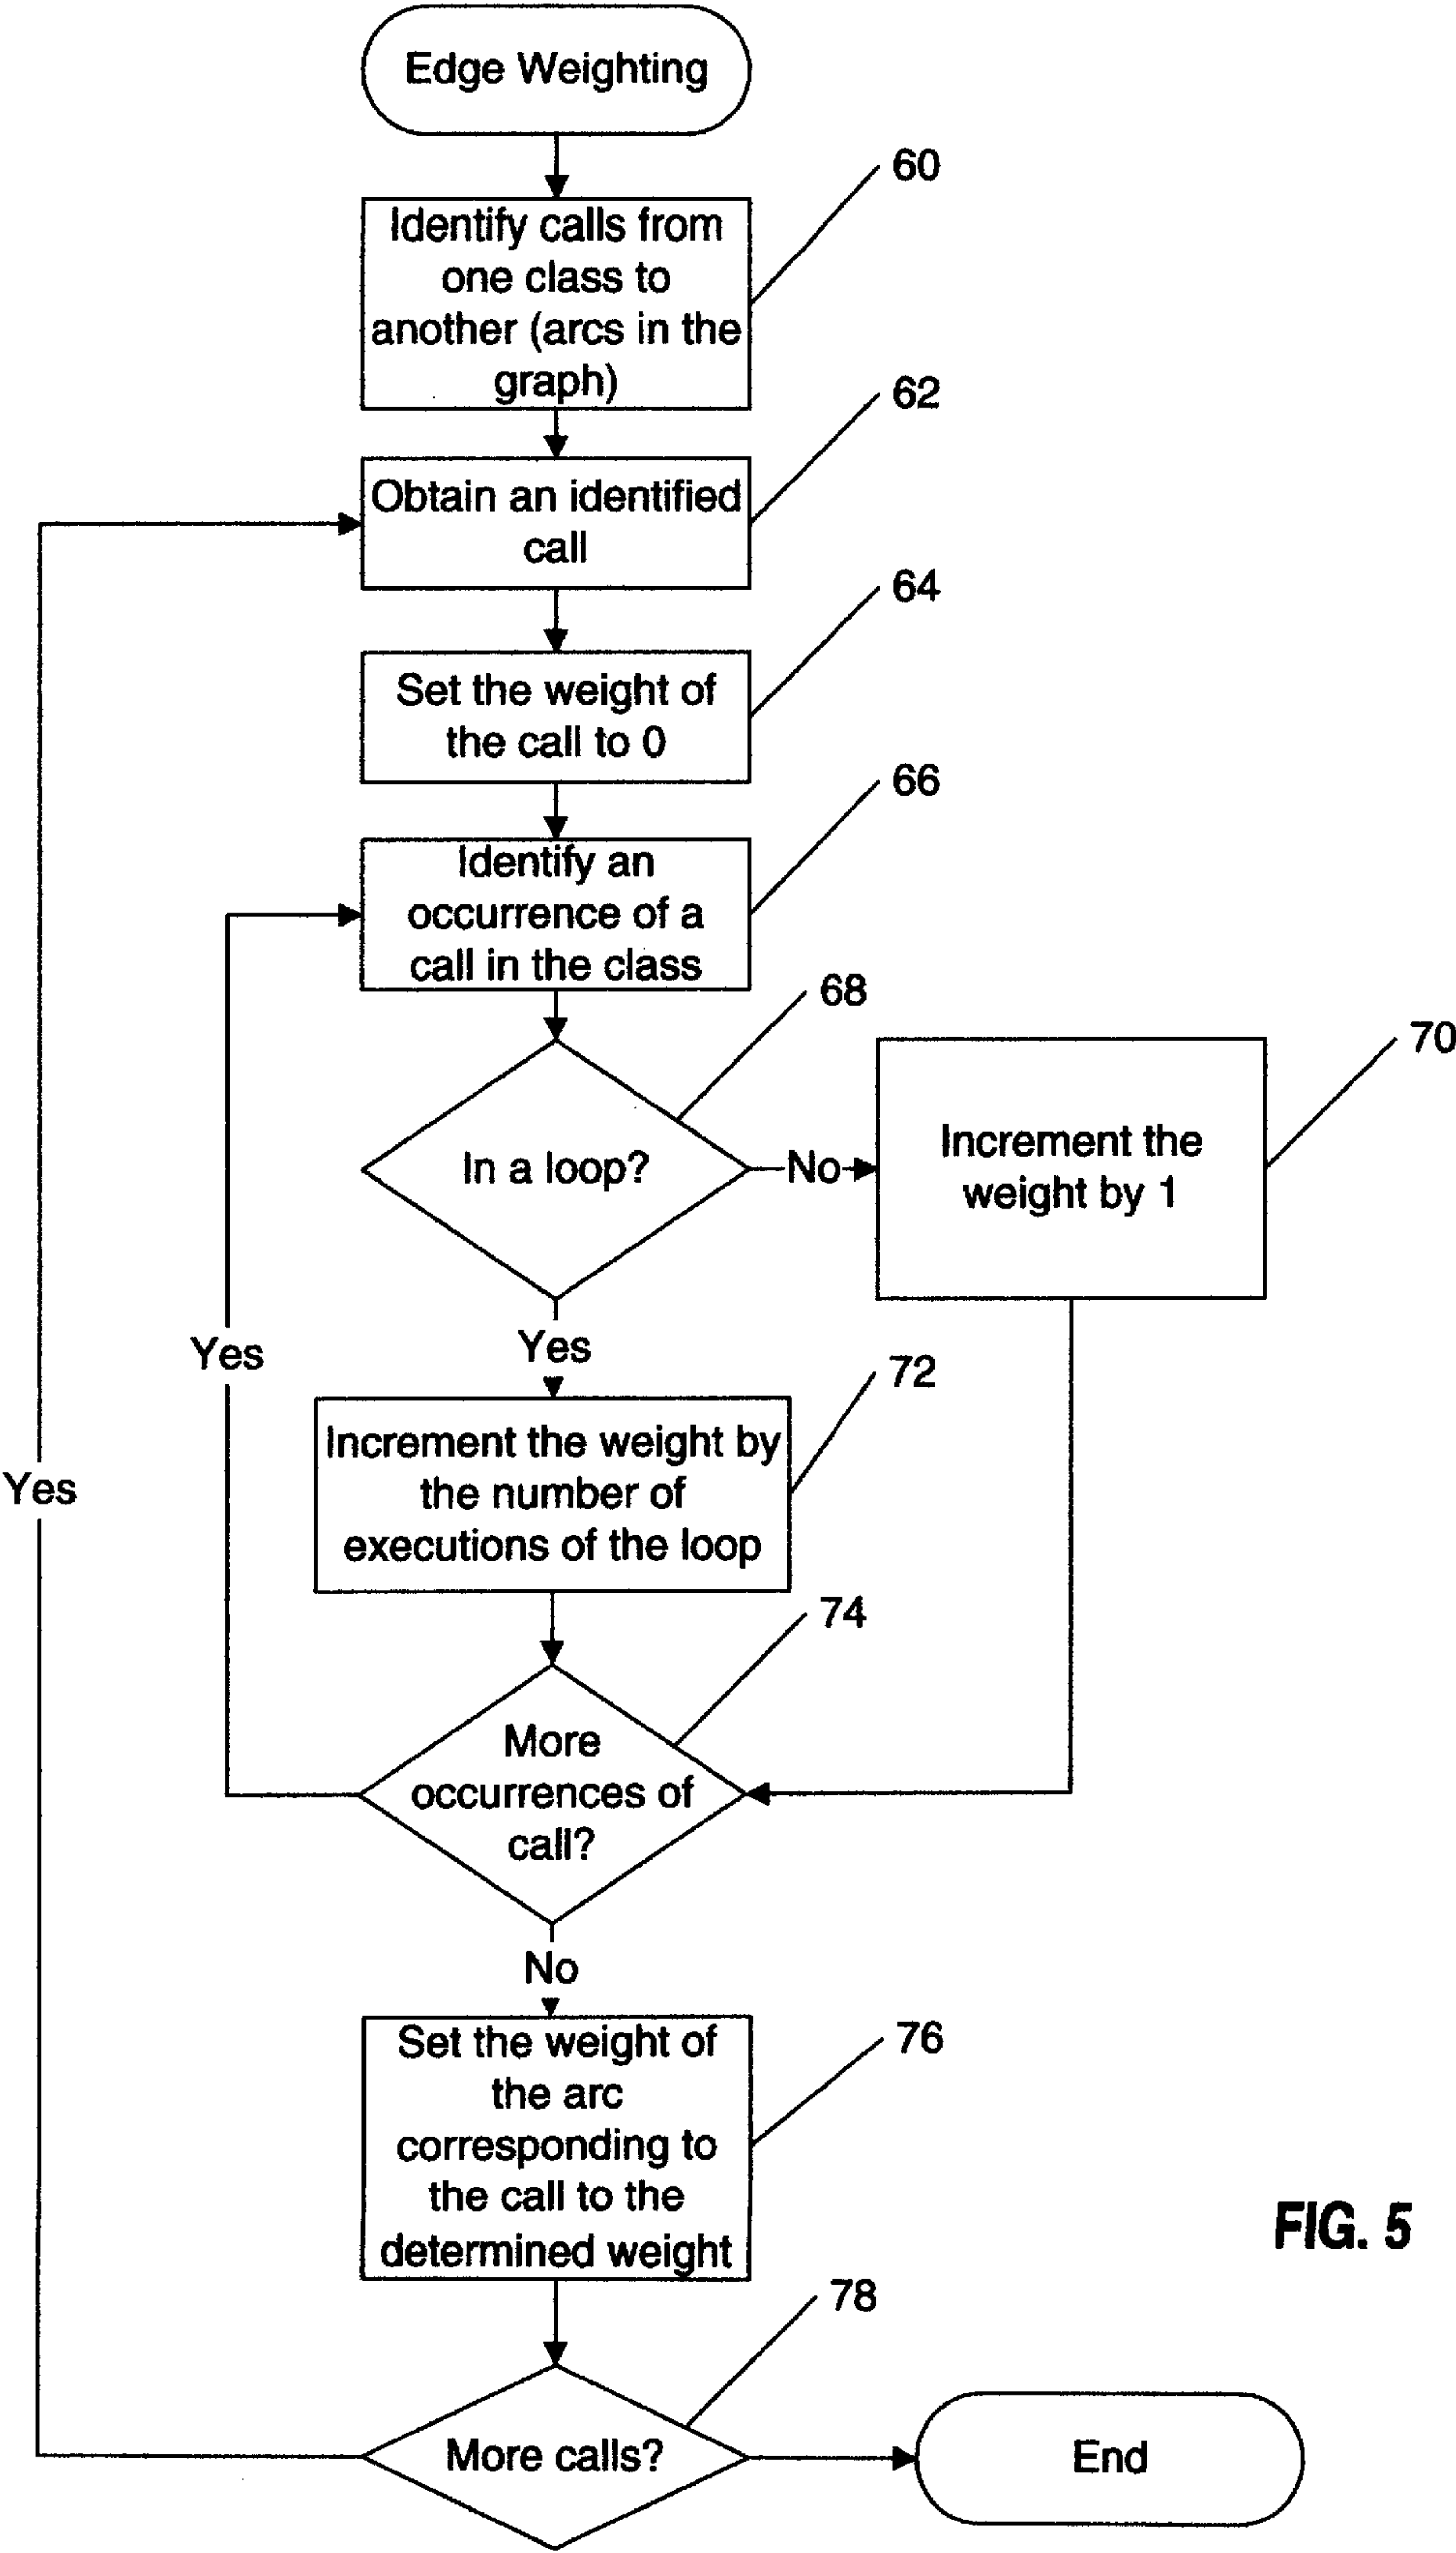 Edge Weighting
60
Identify calls from
one class to
another (arcs in the
graph)
62
Obtain an identified
call
64
Set the weight of
the call to 0
66
Identify an
occurrence of a
call in the class
68
70
In a loop?
No
Increment the
weight by 1
Yes
Yes
72
Increment the weight by
the number of
executions of the loop
Yes
74
More
occurrences of
call?
No
76
Set the weight of
the arc
corresponding to
the call to the
determined weight
FIG. 5
78
More calls?
End